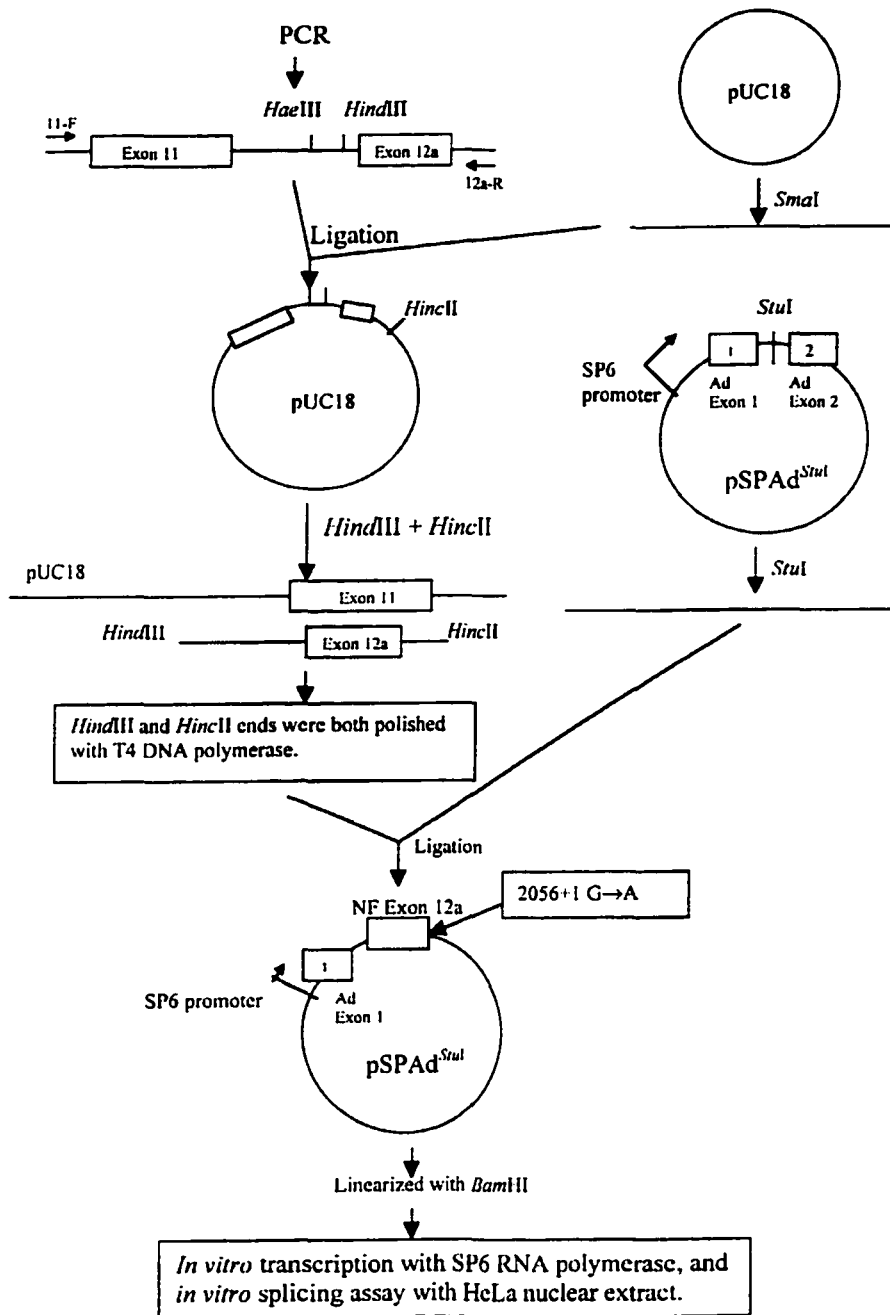 PCR
HaeIII HindIII
11-F
Exon 11
Exon 12a
12a-R
pUC18
SmaI
Ligation
HincII
pUC18
StuI
SP6
promoter
1
2
Ad
Exon 1
Ad
Exon 2
pSPAd^StuI
HindIII + HincII
StuI
pUC18
Exon 11
HindIII
Exon 12a
HincII
HindIII and HincII ends were both polished
with T4 DNA polymerase.
Ligation
2056+1 G→A
NF Exon 12a
1
SP6 promoter
Ad
Exon 1
pSPAd^StuI
Linearized with BamHI
In vitro transcription with SP6 RNA polymerase, and
in vitro splicing assay with HeLa nuclear extract.